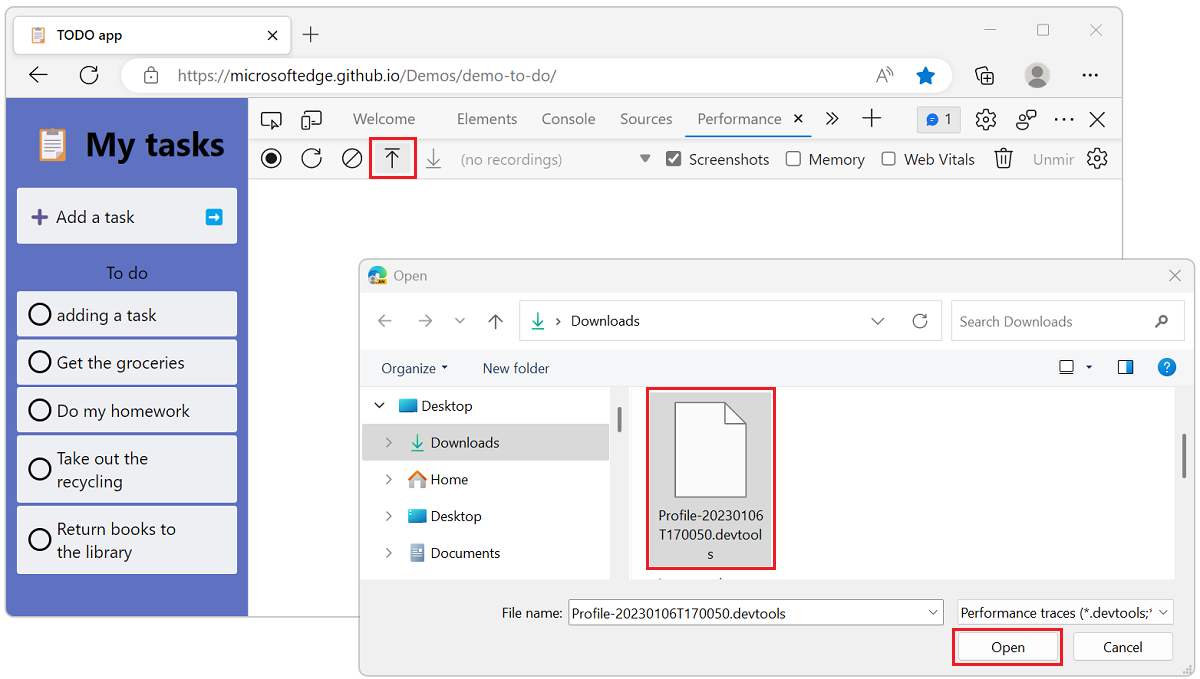 TODO app
https://microsoftedge.github.io/Demos/demo-to-do/
My tasks
Add a task
To do
adding a task
Get the groceries
Do my homework
Take out the
recycling
Return books to
the library
Welcome Elements Console Sources Performance 1
(no recordings) Screenshots Memory Web Vitals Unmir
Open
Downloads
Search Downloads
Organize New folder
Desktop
Downloads
Home
Desktop
Documents
Profile-20230106
T170050.devtool
s
File name: Profile-20230106T170050.devtools Performance traces (*.devtools;*
Open Cancel